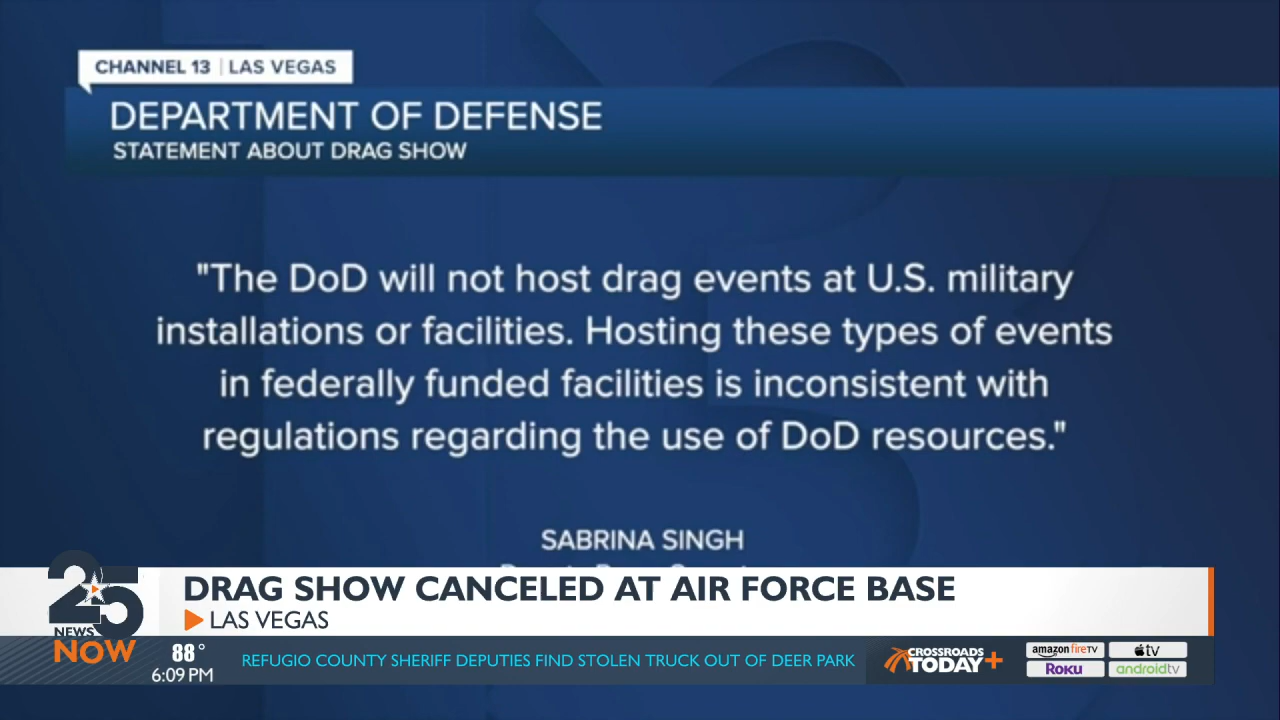 CHANNEL 13 | LAS VEGAS
DEPARTMENT OF DEFENSE
STATEMENT ABOUT DRAG SHOW
"The DoD will not host drag events at U.S. military
installations or facilities. Hosting these types of events
in federally funded facilities is inconsistent with
regulations regarding the use of DoD resources."
SABRINA SINGH
25
NEWS
NOW
DRAG SHOW CANCELED AT AIR FORCE BASE
LAS VEGAS
88°
6:09 PM
REFUGIO COUNTY SHERIFF DEPUTIES FIND STOLEN TRUCK OUT OF DEER PARK
CROSSROADS
TODAY+
amazon fireTV
tv
Roku
androidtv